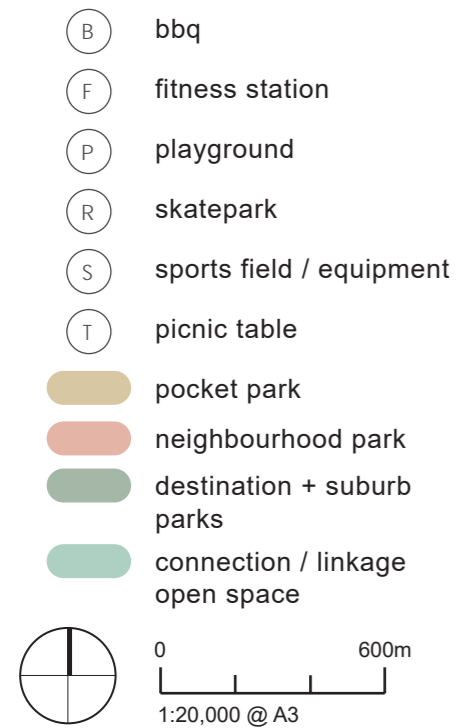 B bbq
F fitness station
P playground
R skatepark
S sports field / equipment
T picnic table
pocket park
neighbourhood park
destination + suburb
parks
connection / linkage
open space
0 600m
1:20,000 @ A3